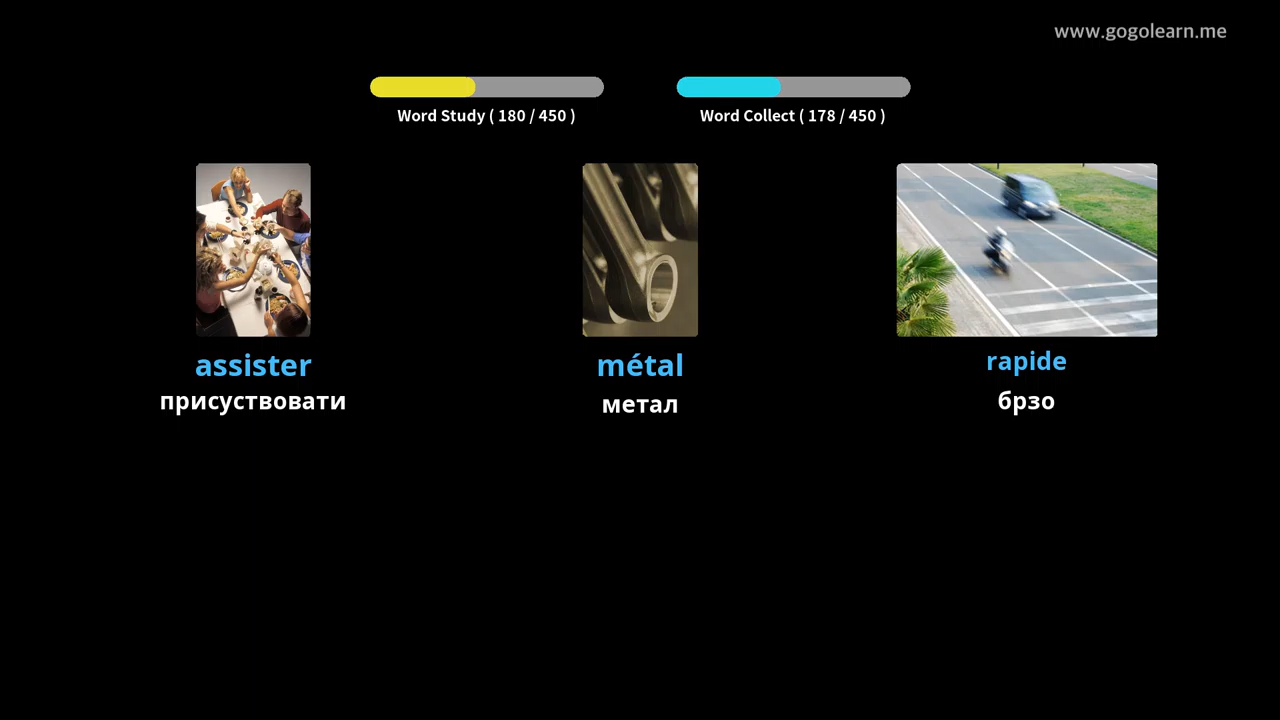 www.gogolearn.me
Word Study ( 180 / 450 )
Word Collect ( 178 / 450 )
assister
métal
rapide
присуствовати
метал
брзо